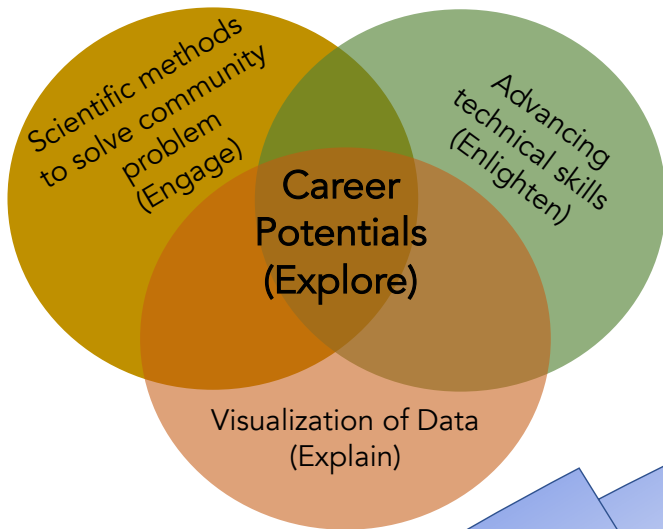 Scientific methods
to solve community
problem
(Engage)
Advancing
technical skills
(Enlighten)
Career
Potentials
(Explore)
Visualization of Data
(Explain)